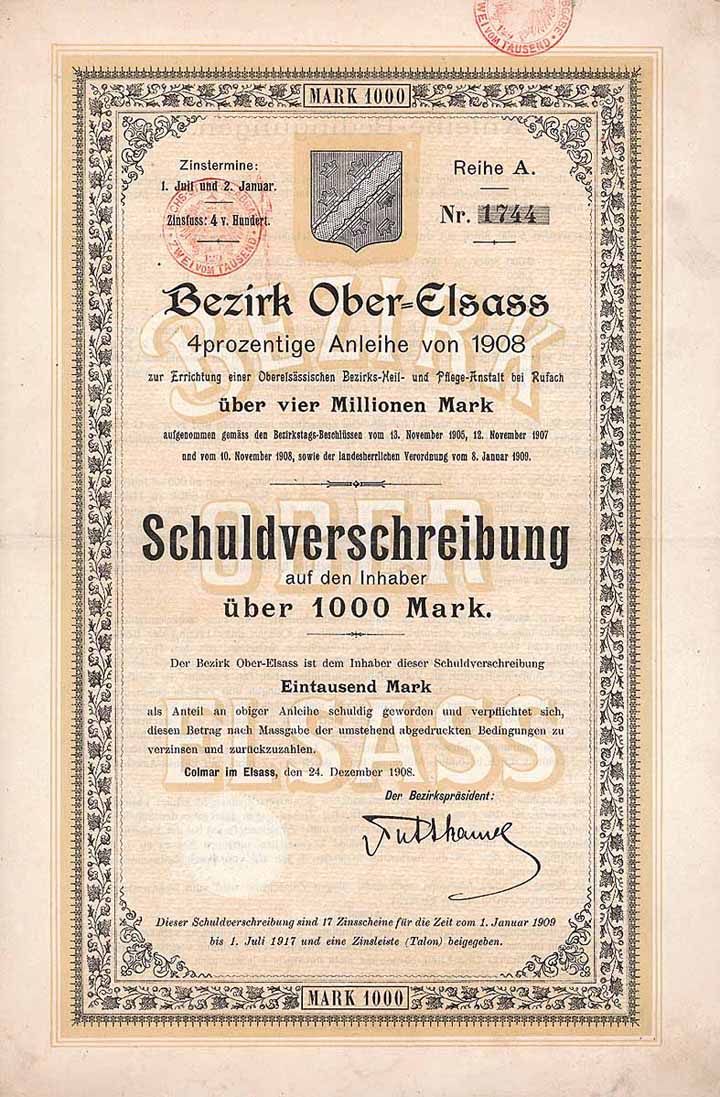 ZWEI VOM TAUSEND
MARK 1000
Zinstermine:
1. Juli und 2. Januar.
Zinsfuss: 4 v. Hundert.
ZWEI VOM TAUSEND
Reihe A.
Nr. 1744
Bezirk Ober-Elsass
4prozentige Anleihe von 1908
zur Errichtung einer Oberelsässischen Bezirks-Heil- und Pflege-Anstalt bei Rufach
über vier Millionen Mark
aufgenommen gemäss den Bezirkstags-Beschlüssen vom 13. November 1905, 12. November 1907
und vom 10. November 1908, sowie der landesherrlichen Verordnung vom 8. Januar 1909.
BEZIRK
OBER
ELSASS
Schuldverschreibung
auf den Inhaber
über 1000 Mark.
Der Bezirk Ober-Elsass ist dem Inhaber dieser Schuldverschreibung
Eintausend Mark
als Anteil an obiger Anleihe schuldig geworden und verpflichtet sich,
diesen Betrag nach Massgabe der umstehend abgedruckten Bedingungen zu
verzinsen und zurückzuzahlen.
Colmar im Elsass, den 24. Dezember 1908.
Der Bezirkspräsident:
Dieser Schuldverschreibung sind 17 Zinsscheine für die Zeit vom 1. Januar 1909
bis 1. Juli 1917 und eine Zinsleiste (Talon) beigegeben.
MARK 1000